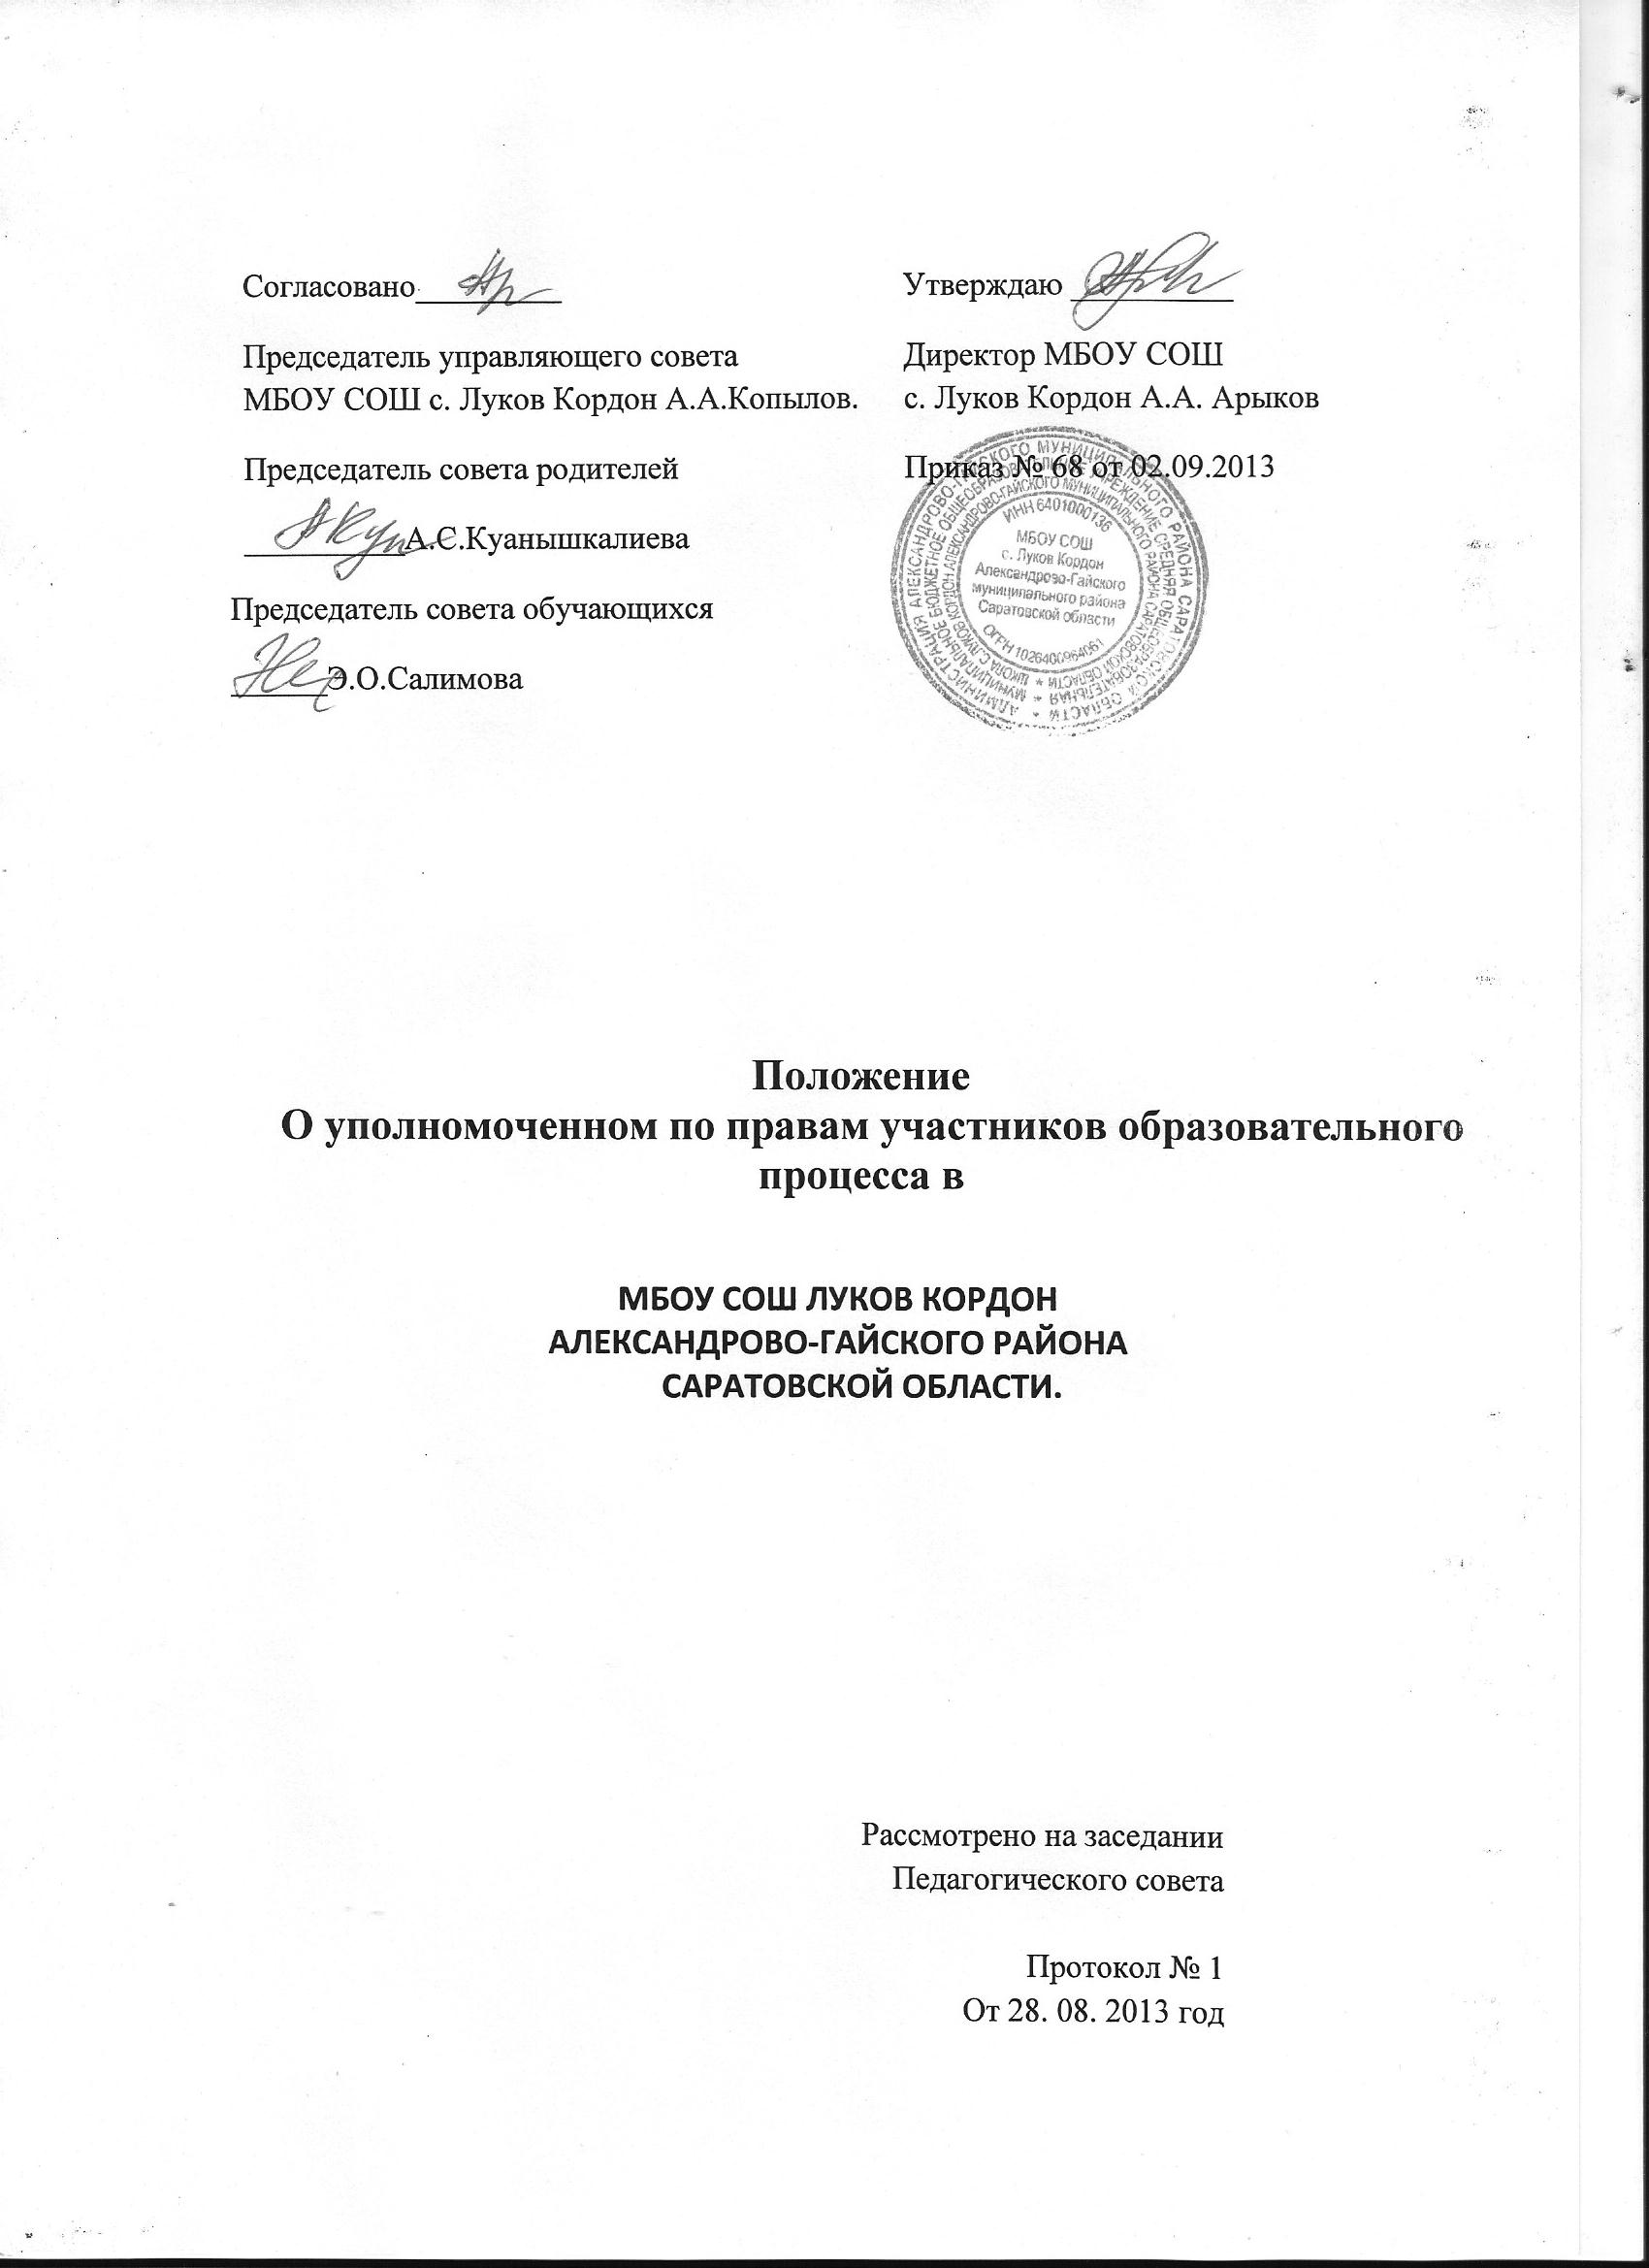 Согласовано
Председатель управляющего совета
МБОУ СОШ с. Луков Кордон А.А.Копылов.
Председатель совета родителей
А.С.Куанышкалиева
Председатель совета обучающихся
Э.О.Салимова
Утверждаю
Директор МБОУ СОШ
с. Луков Кордон А.А. Арыков
Приказ № 68 от 02.09.2013
ИНН 6401000136
МБОУ СОШ
с. Луков Кордон
Александрово-Гайского
муниципального района
Саратовской области
ОГРН 1026400964061
Положение
О уполномоченном по правам участников образовательного
процесса в
МБОУ СОШ ЛУКОВ КОРДОН
АЛЕКСАНДРОВО-ГАЙСКОГО РАЙОНА
САРАТОВСКОЙ ОБЛАСТИ.
Рассмотрено на заседании
Педагогического совета
Протокол № 1
От 28. 08. 2013 год